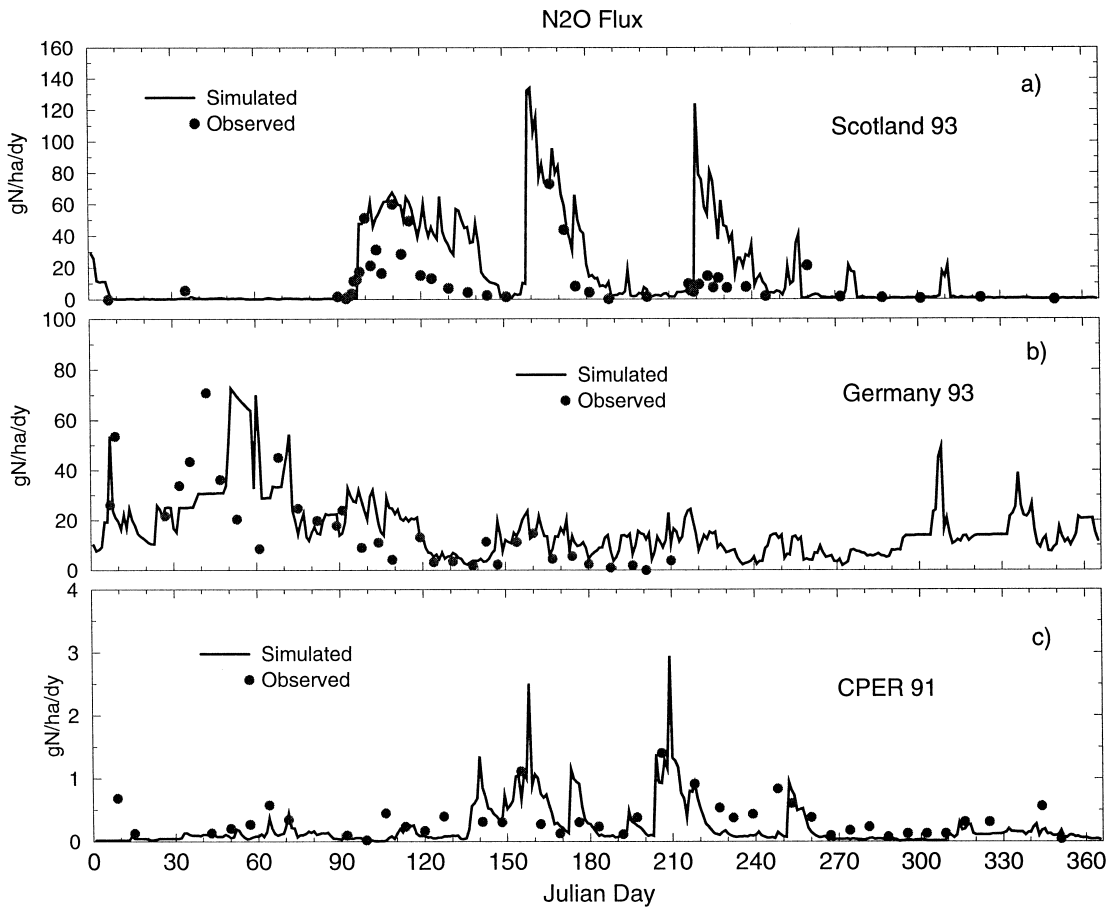 N2O Flux
160
140
120
100
80
60
40
20
0
gN/ha/dy
Simulated
Observed
a)
Scotland 93
100
80
60
40
20
0
gN/ha/dy
Simulated
Observed
b)
Germany 93
4
3
2
1
0
gN/ha/dy
Simulated
Observed
c)
CPER 91
0 30 60 90 120 150 180 210 240 270 300 330 360
Julian Day